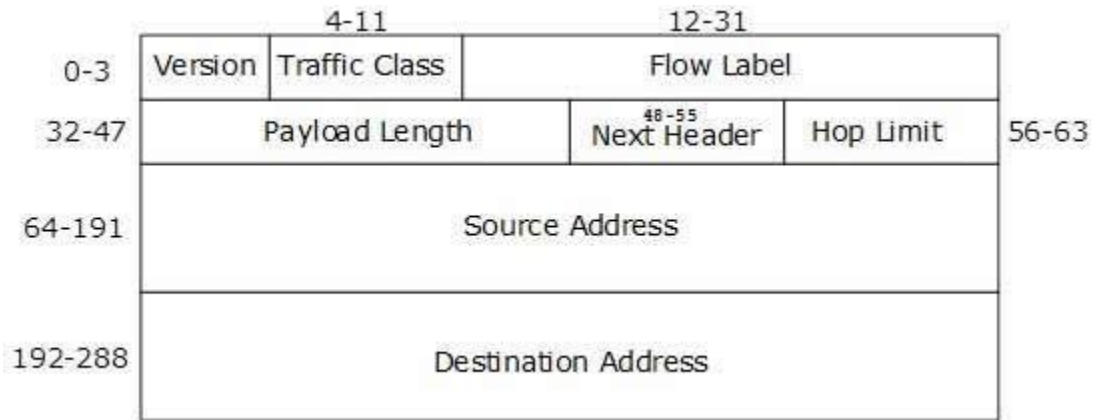 4-11 12-31
0-3 Version Traffic Class Flow Label
48-55
32-47 Payload Length Next Header Hop Limit 56-63
64-191 Source Address
192-288 Destination Address